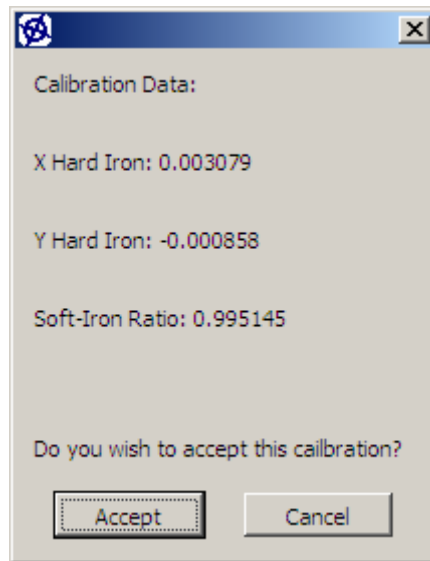 Calibration Data:
X Hard Iron: 0.003079
Y Hard Iron: -0.000858
Soft-Iron Ratio: 0.995145
Do you wish to accept this cailbration?
Accept Cancel